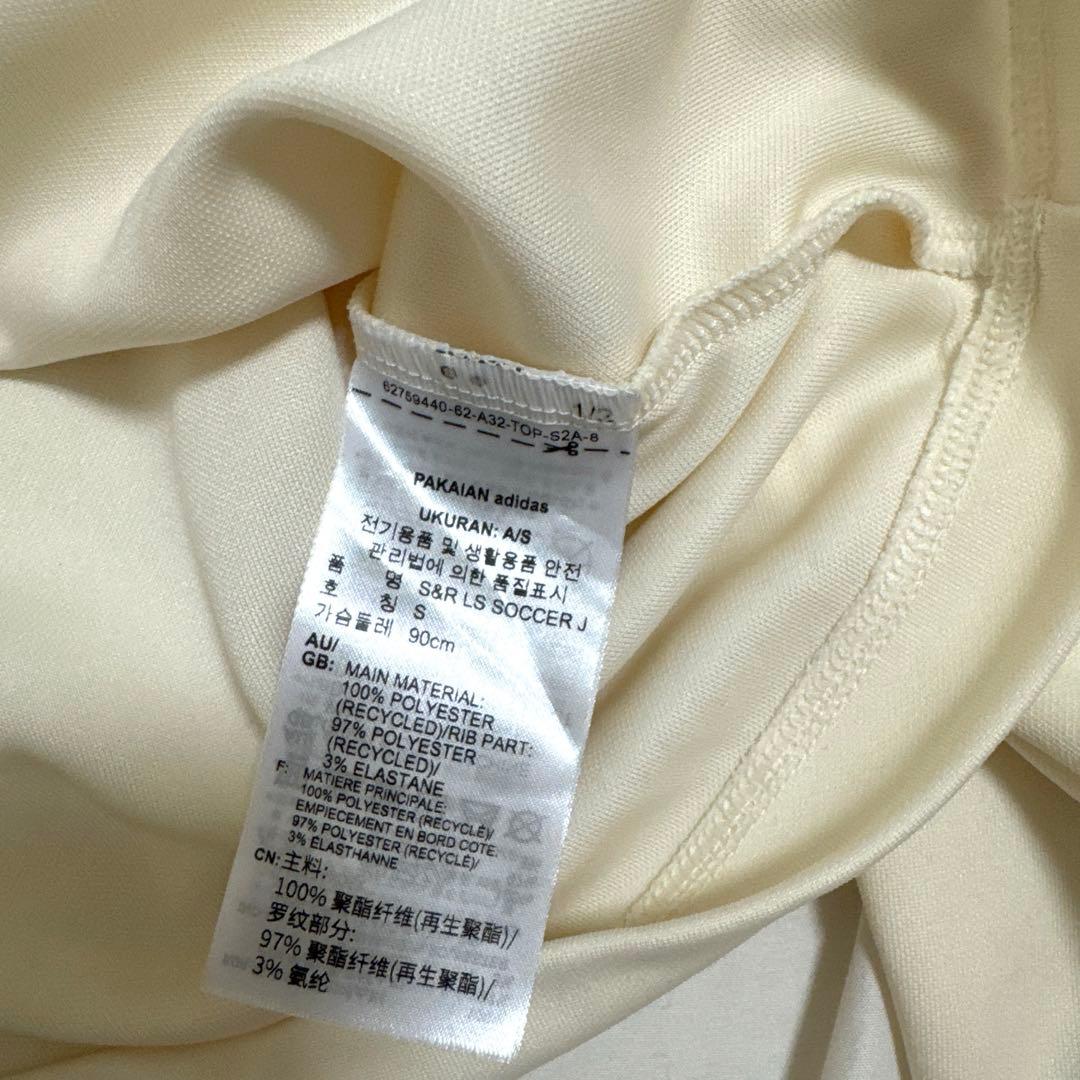 1/2
62759440-62-A32-TOP-S2A-8
PAKAIAN adidas
UKURAN: A/S
전기용품 및 생활용품 안전
관리법에 의한 품질표시
품 명 S&R LS SOCCER J
호 칭 S
가슴둘레 90cm
AU/
GB: MAIN MATERIAL:
100% POLYESTER
(RECYCLED)/RIB PART:
97% POLYESTER
(RECYCLED)/
3% ELASTANE
F: MATIERE PRINCIPALE:
100% POLYESTER (RECYCLÉ)/
EMPIECEMENT EN BORD COTE:
97% POLYESTER (RECYCLÉ)/
3% ELASTHANNE
CN: 主料:
100% 聚酯纤维(再生聚酯)/
罗纹部分:
97% 聚酯纤维(再生聚酯)/
3% 氨纶